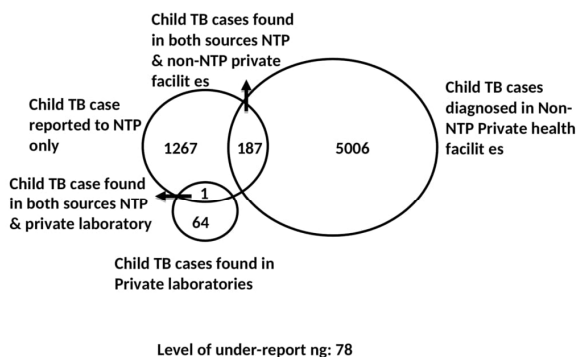 Child TB cases found
in both sources NTP
& non-NTP private
facilit es
Child TB case
reported to NTP
only
Child TB cases
diagnosed in Non-
NTP Private health
facilit es
1267
187
5006
Child TB case found
in both sources NTP
& private laboratory
1
64
Child TB cases found in
Private laboratories
Level of under-report ng: 78